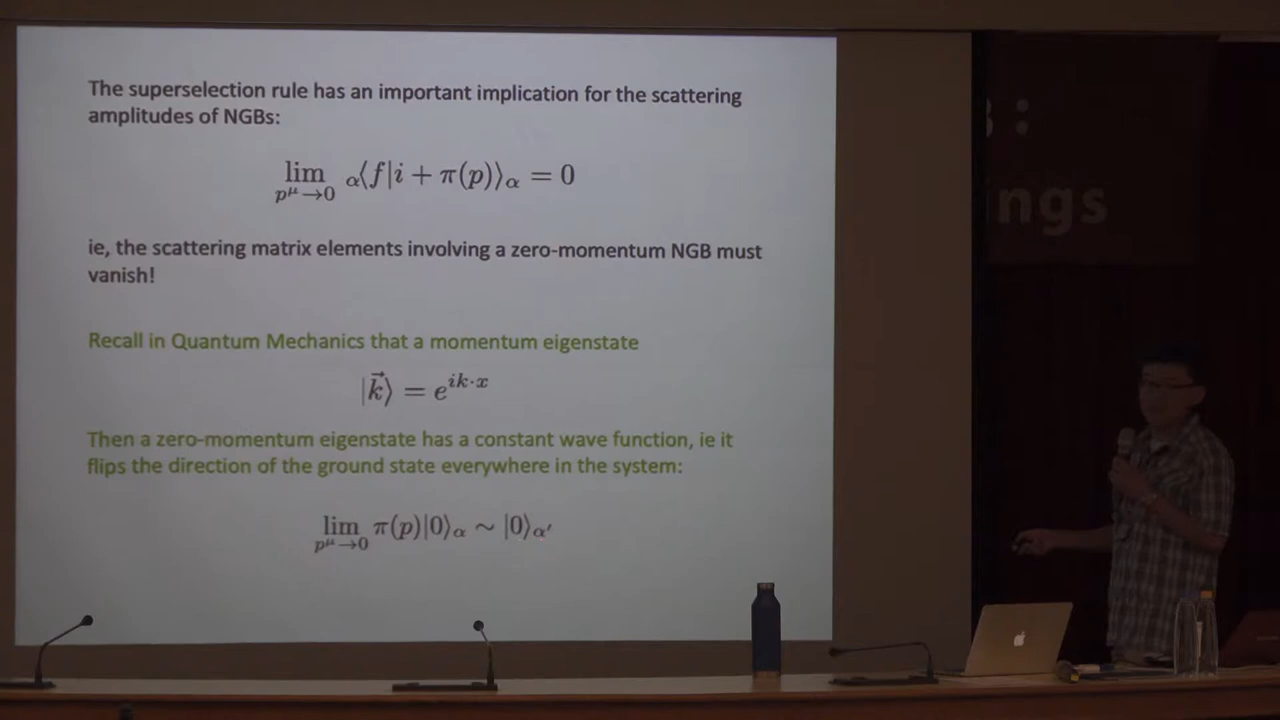 The superselection rule has an important implication for the scattering
amplitudes of NGBs:
lim_{p^μ→0} _α⟨f|i + π(p)⟩_α = 0
ie, the scattering matrix elements involving a zero-momentum NGB must
vanish!
Recall in Quantum Mechanics that a momentum eigenstate
|k⃗⟩ = e^{ik·x}
Then a zero-momentum eigenstate has a constant wave function, ie it
flips the direction of the ground state everywhere in the system:
lim_{p^μ→0} π(p)|0⟩_α ~ |0⟩_{α′}